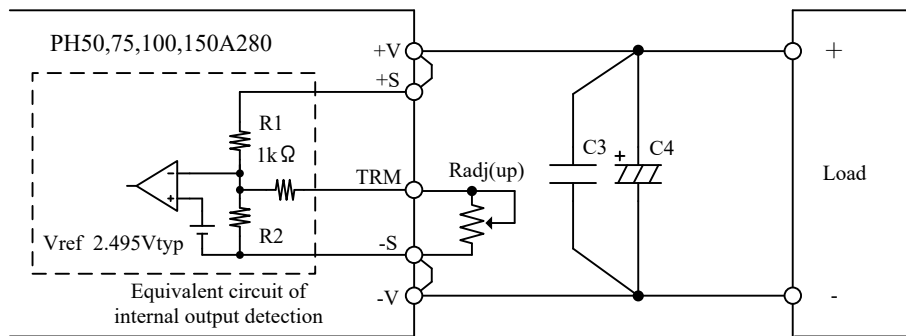 PH50,75,100,150A280
+V
+S
R1
1kΩ
TRM
Radj(up)
C3
+
C4
+
Load
R2
Vref 2.495Vtyp
-S
-V
-
Equivalent circuit of
internal output detection